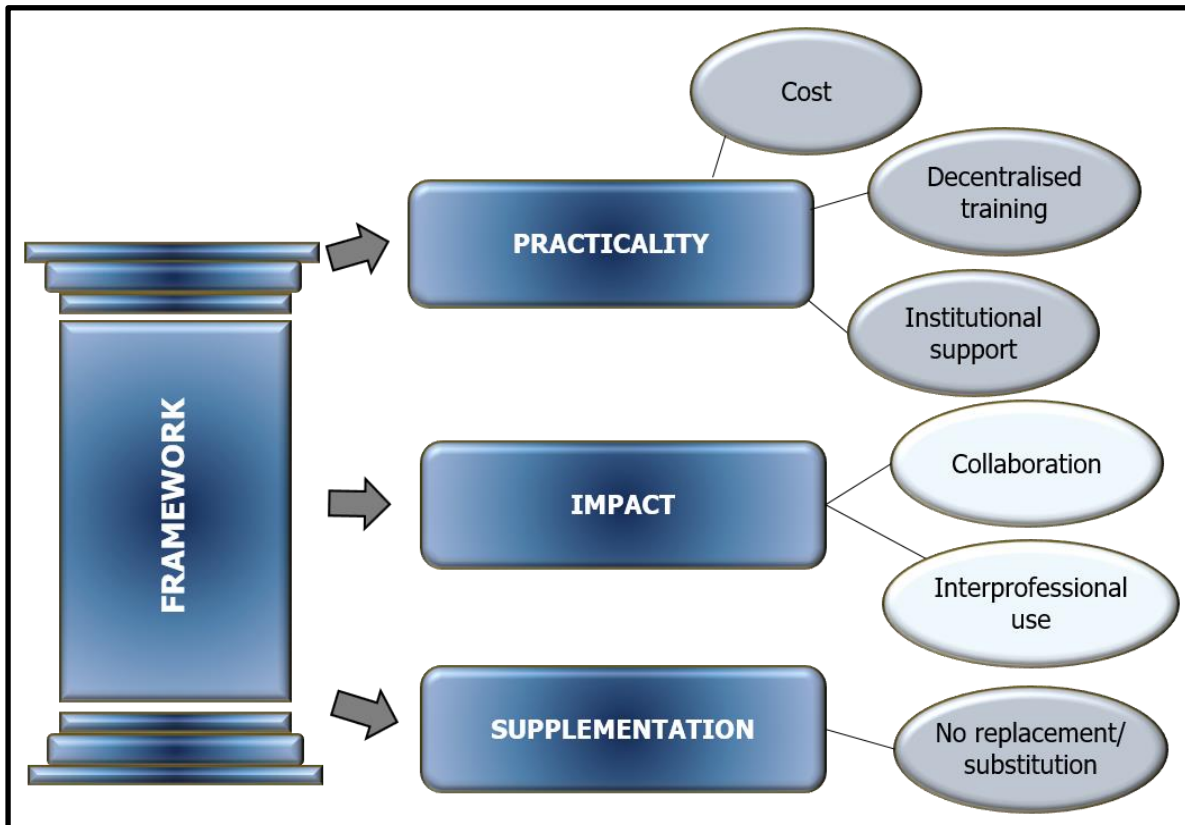 FRAMEWORK
PRACTICALITY
Cost
Decentralised
training
Institutional
support
IMPACT
Collaboration
Interprofessional
use
SUPPLEMENTATION
No replacement/
substitution